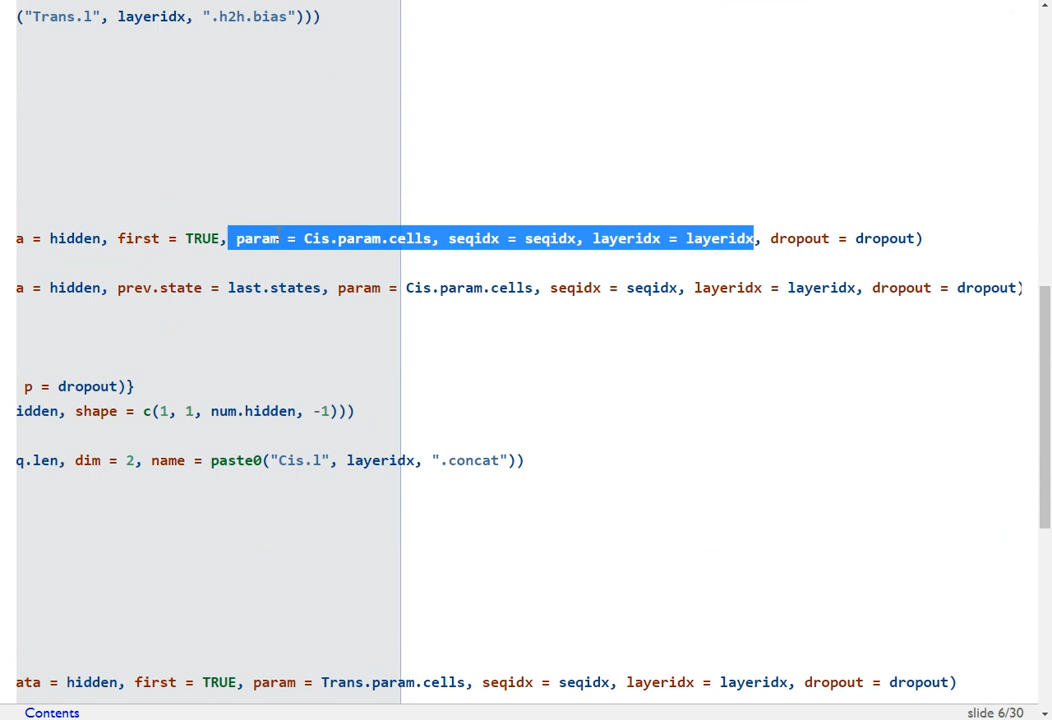 ("Trans.l", layeridx, ".h2h.bias")))
a = hidden, first = TRUE, param = Cis.param.cells, seqidx = seqidx, layeridx = layeridx, dropout = dropout)
a = hidden, prev.state = last.states, param = Cis.param.cells, seqidx = seqidx, layeridx = layeridx, dropout = dropout)
p = dropout)}
idden, shape = c(1, 1, num.hidden, -1)))
q.len, dim = 2, name = paste0("Cis.l", layeridx, ".concat"))
ata = hidden, first = TRUE, param = Trans.param.cells, seqidx = seqidx, layeridx = layeridx, dropout = dropout)
Contents
slide 6/30